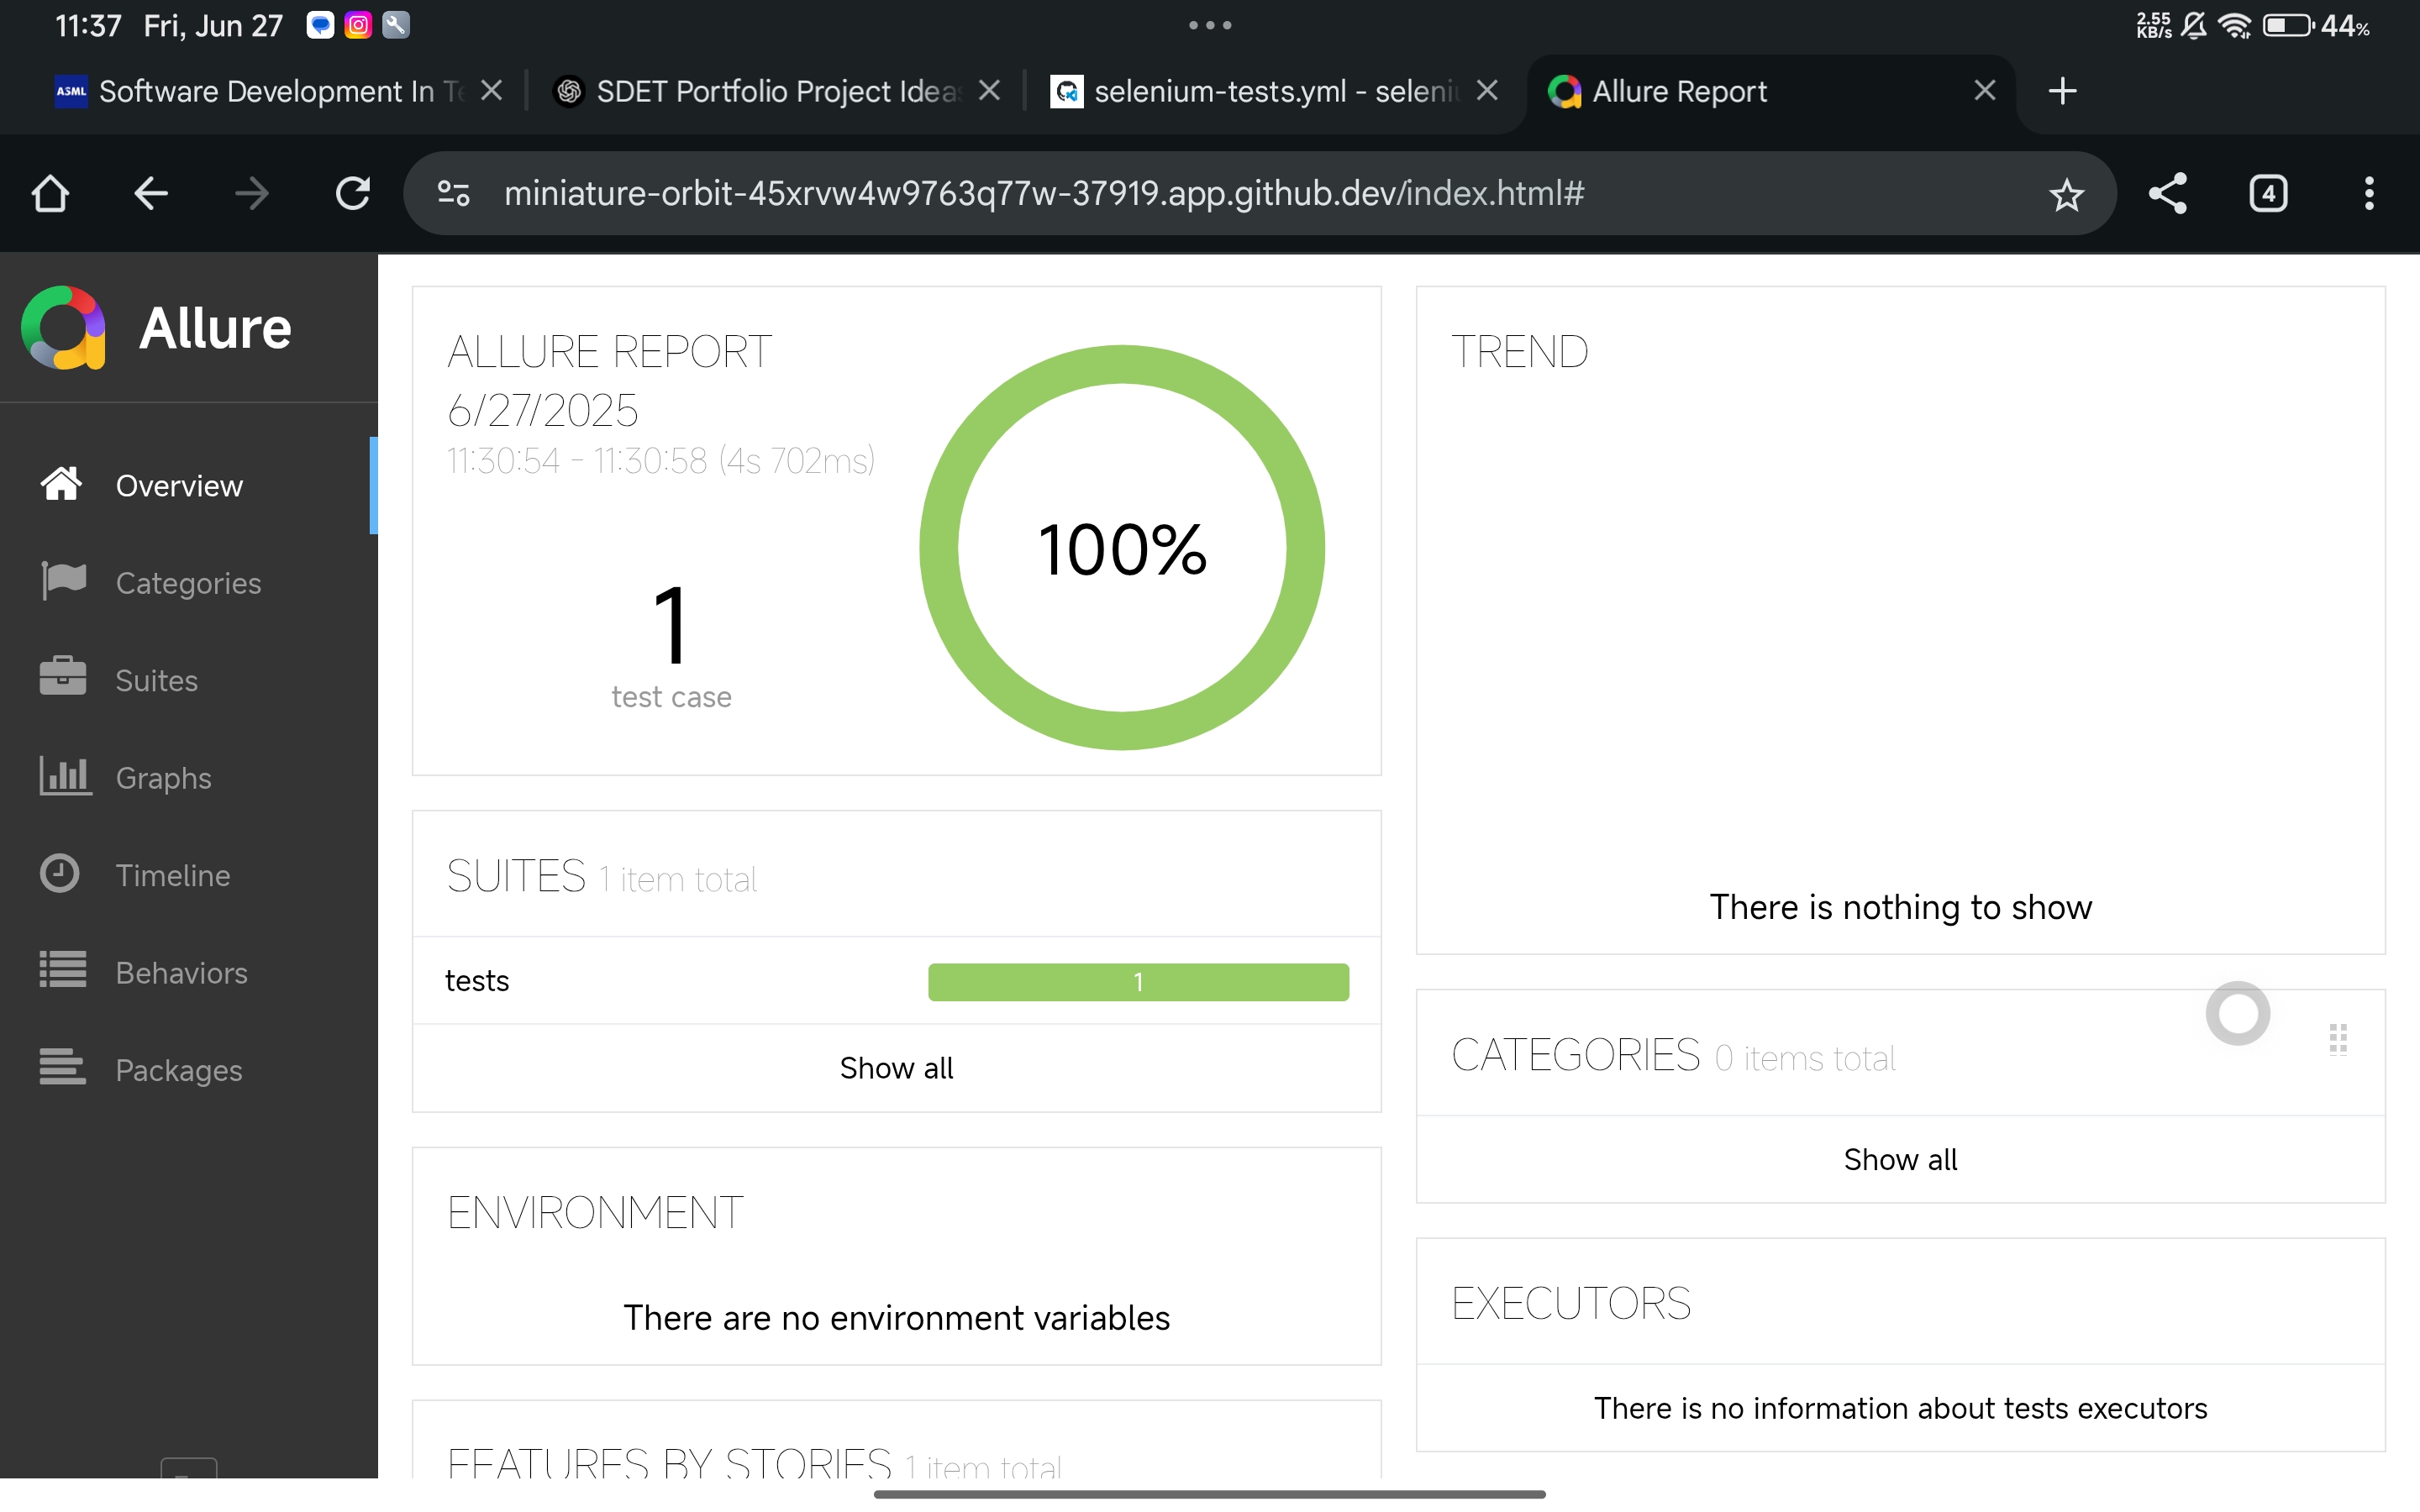 11:37 Fri, Jun 27
2.55 KB/s 44%
ASML Software Development In Te
SDET Portfolio Project Ideas
selenium-tests.yml - seleniu
Allure Report
miniature-orbit-45xrvw4w9763q77w-37919.app.github.dev/index.html#
4
Allure
Overview
Categories
Suites
Graphs
Timeline
Behaviors
Packages
ALLURE REPORT
6/27/2025
11:30:54 - 11:30:58 (4s 702ms)
1
test case
100%
SUITES 1 item total
tests
1
Show all
ENVIRONMENT
There are no environment variables
FEATURES BY STORIES 1 item total
TREND
There is nothing to show
CATEGORIES 0 items total
Show all
EXECUTORS
There is no information about tests executors